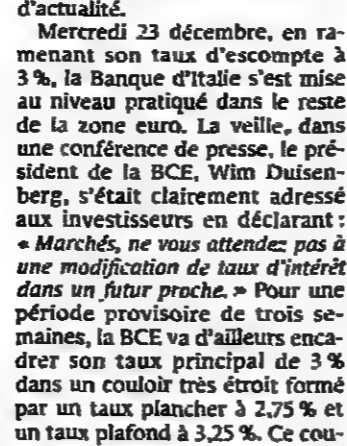 d'actualité.
Mercredi 23 décembre, en ra-
menant son taux d'escompte à
3 %, la Banque d'Italie s'est mise
au niveau pratiqué dans le reste
de la zone euro. La veille, dans
une conférence de presse, le pré-
sident de la BCE, Wim Duisen-
berg, s'était clairement adressé
aux investisseurs en déclarant :
« Marchés, ne vous attendez pas à
une modification de taux d'intérêt
dans un futur proche. » Pour une
période provisoire de trois se-
maines, la BCE va d'ailleurs enca-
drer son taux principal de 3 %
dans un couloir très étroit formé
par un taux plancher à 2,75 % et
un taux plafond à 3,25 %. Ce cou-